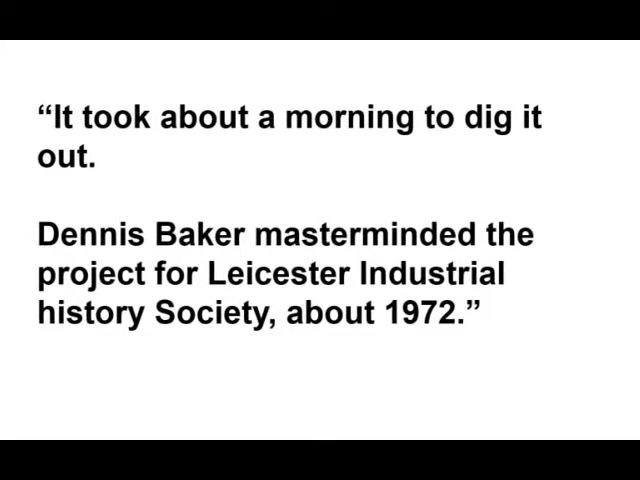 “It took about a morning to dig it
out.
Dennis Baker masterminded the
project for Leicester Industrial
history Society, about 1972.”